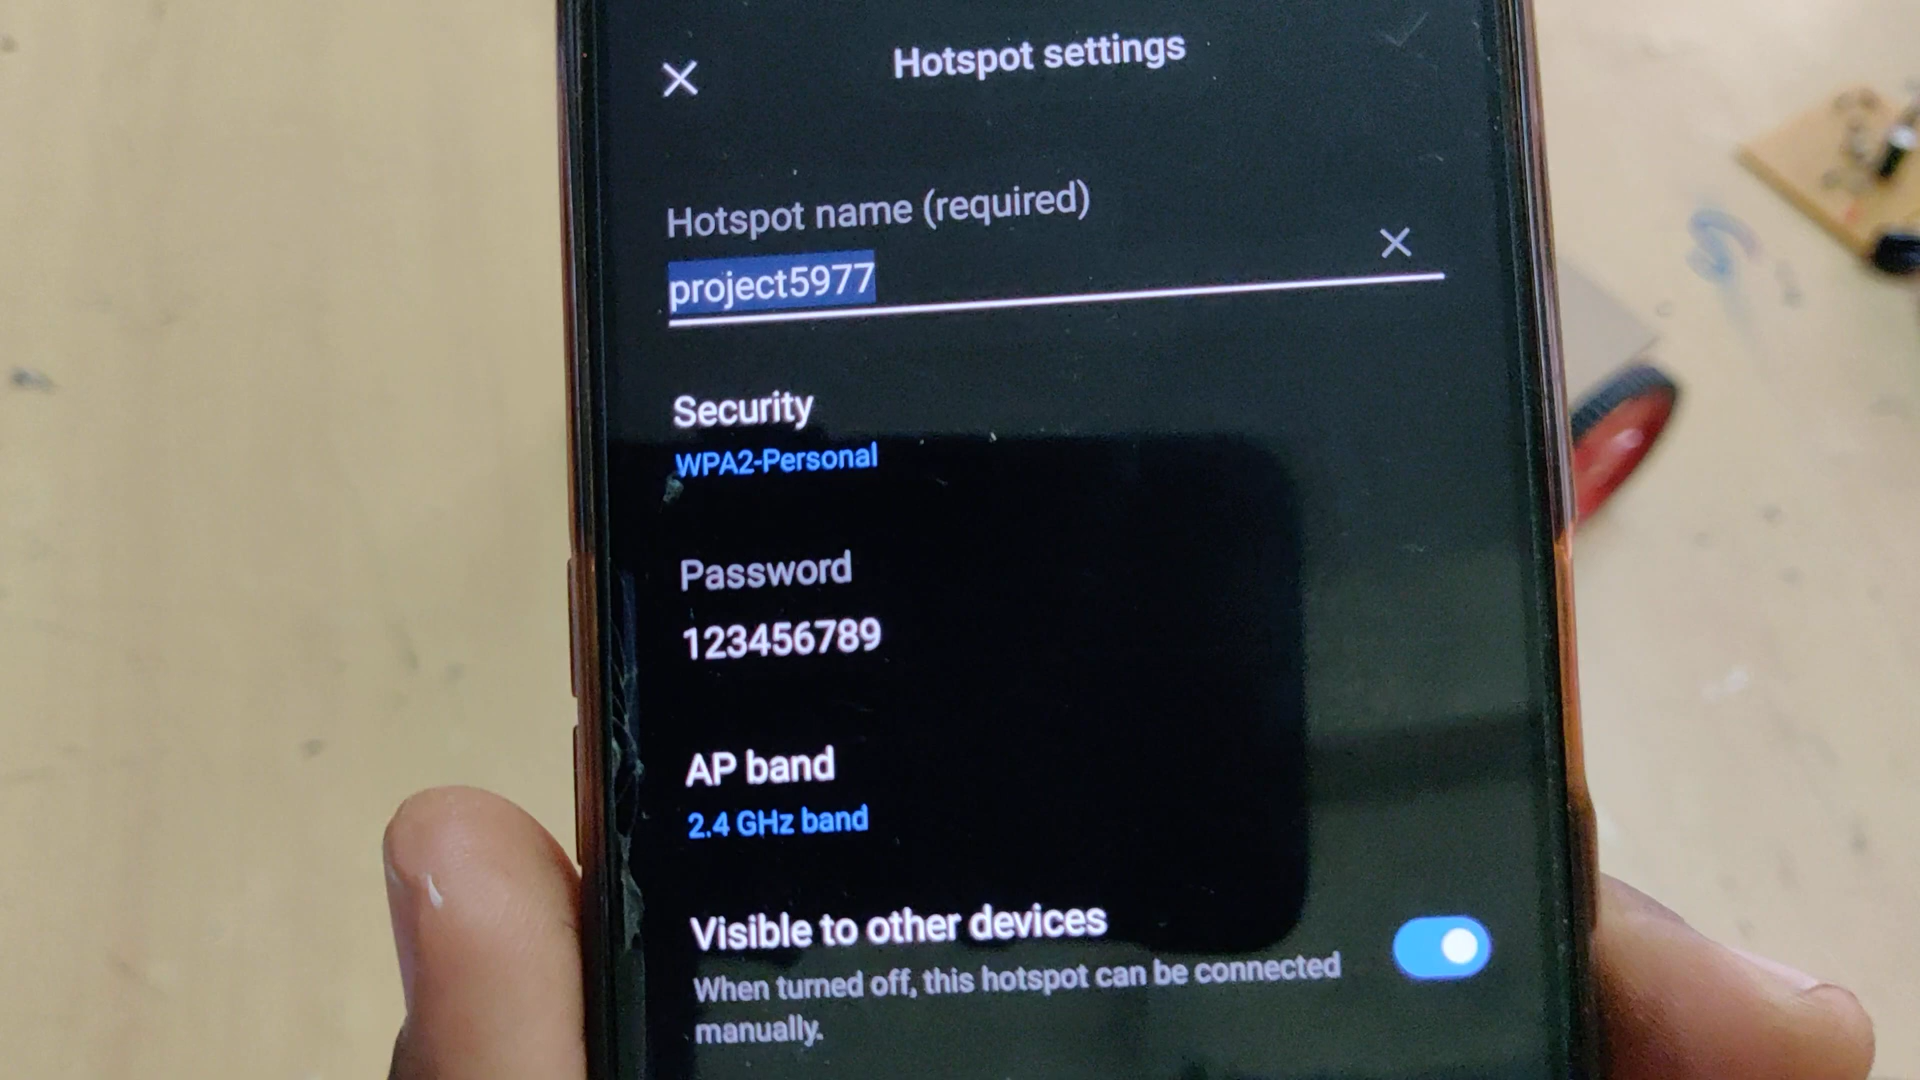 Hotspot settings
Hotspot name (required)
project5977
Security
WPA2-Personal
Password
123456789
AP band
2.4 GHz band
Visible to other devices
When turned off, this hotspot can be connected
manually.